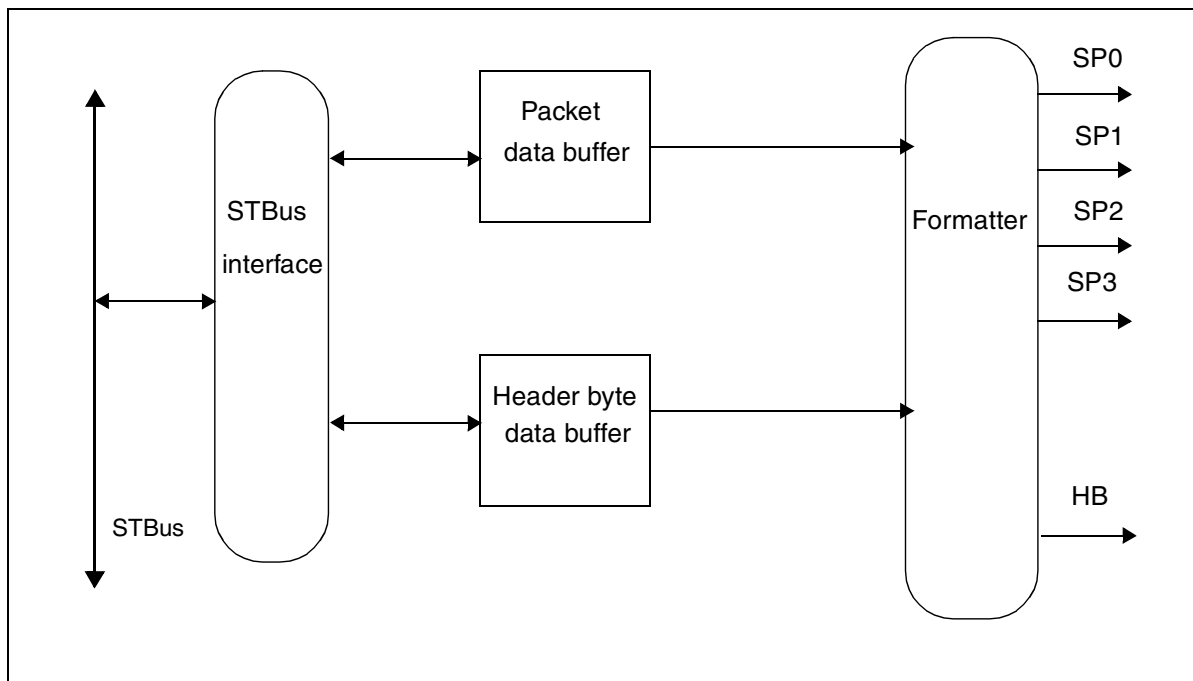 STBus
interface
STBus
Packet
data buffer
Header byte
data buffer
Formatter
SP0
SP1
SP2
SP3
HB